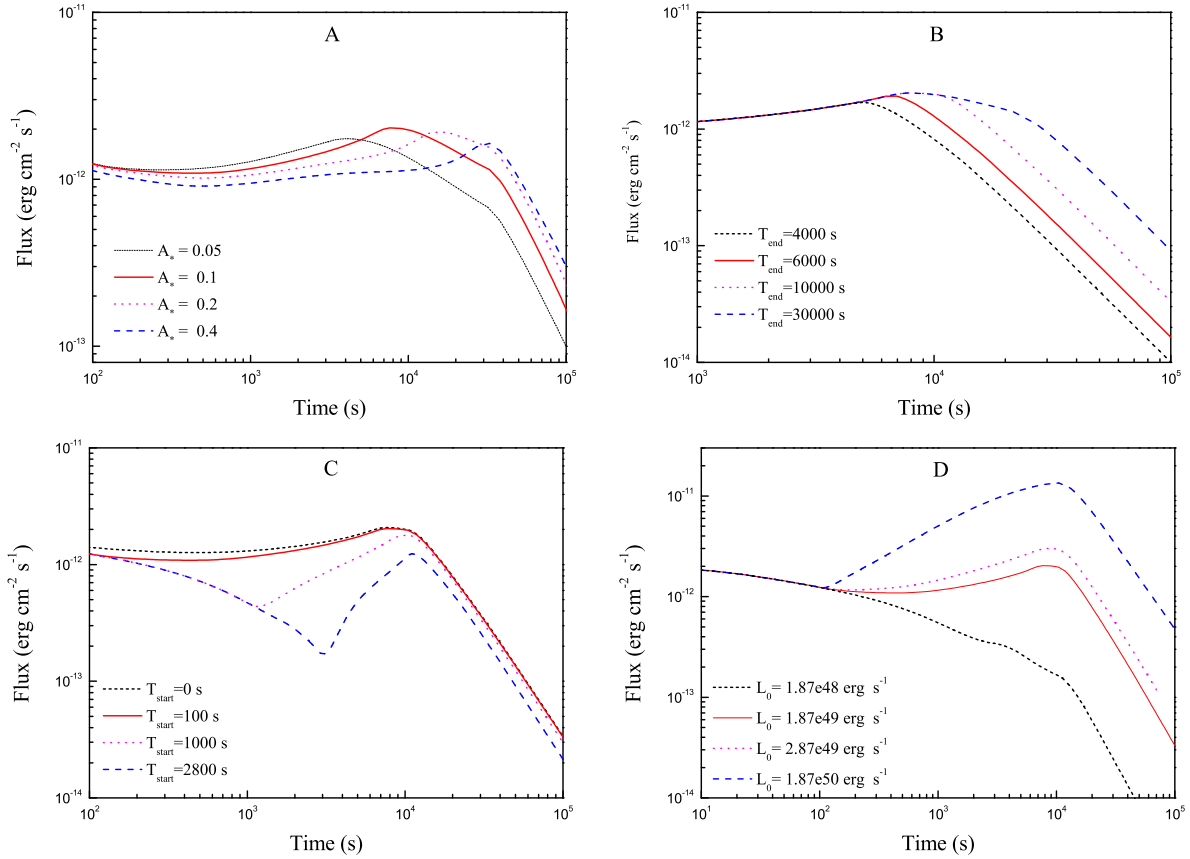 A
10^-11
10^-12
10^-13
Flux (erg cm^-2 s^-1)
A_* = 0.05
A_* = 0.1
A_* = 0.2
A_* = 0.4
10^2 10^3 10^4 10^5
Time (s)
B
10^-11
10^-12
10^-13
10^-14
Flux (erg cm^-2 s^-1)
T_end=4000 s
T_end=6000 s
T_end=10000 s
T_end=30000 s
10^3 10^4 10^5
Time (s)
C
10^-11
10^-12
10^-13
10^-14
Flux (erg cm^-2 s^-1)
T_start=0 s
T_start=100 s
T_start=1000 s
T_start=2800 s
10^2 10^3 10^4 10^5
Time (s)
D
10^-11
10^-12
10^-13
10^-14
Flux (erg cm^-2 s^-1)
L_0= 1.87e48 erg s^-1
L_0= 1.87e49 erg s^-1
L_0= 2.87e49 erg s^-1
L_0= 1.87e50 erg s^-1
10^1 10^2 10^3 10^4 10^5
Time (s)